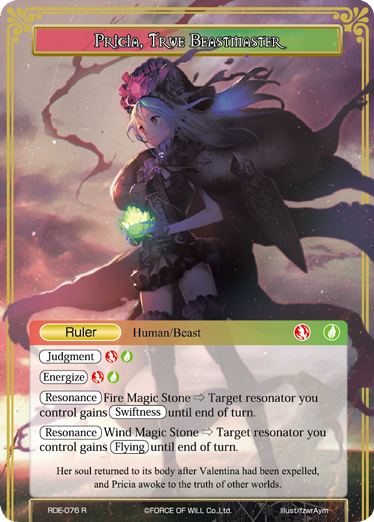 Pricia, True Beastmaster
Ruler Human/Beast
Judgment
Energize
Resonance Fire Magic Stone ⇨ Target resonator you
control gains Swiftness until end of turn.
Resonance Wind Magic Stone ⇨ Target resonator you
control gains Flying until end of turn.
Her soul returned to its body after Valentina had been expelled,
and Pricia awoke to the truth of other worlds.
RDE-076 R ©FORCE OF WILL Co.,Ltd. Illust/fzwrAym